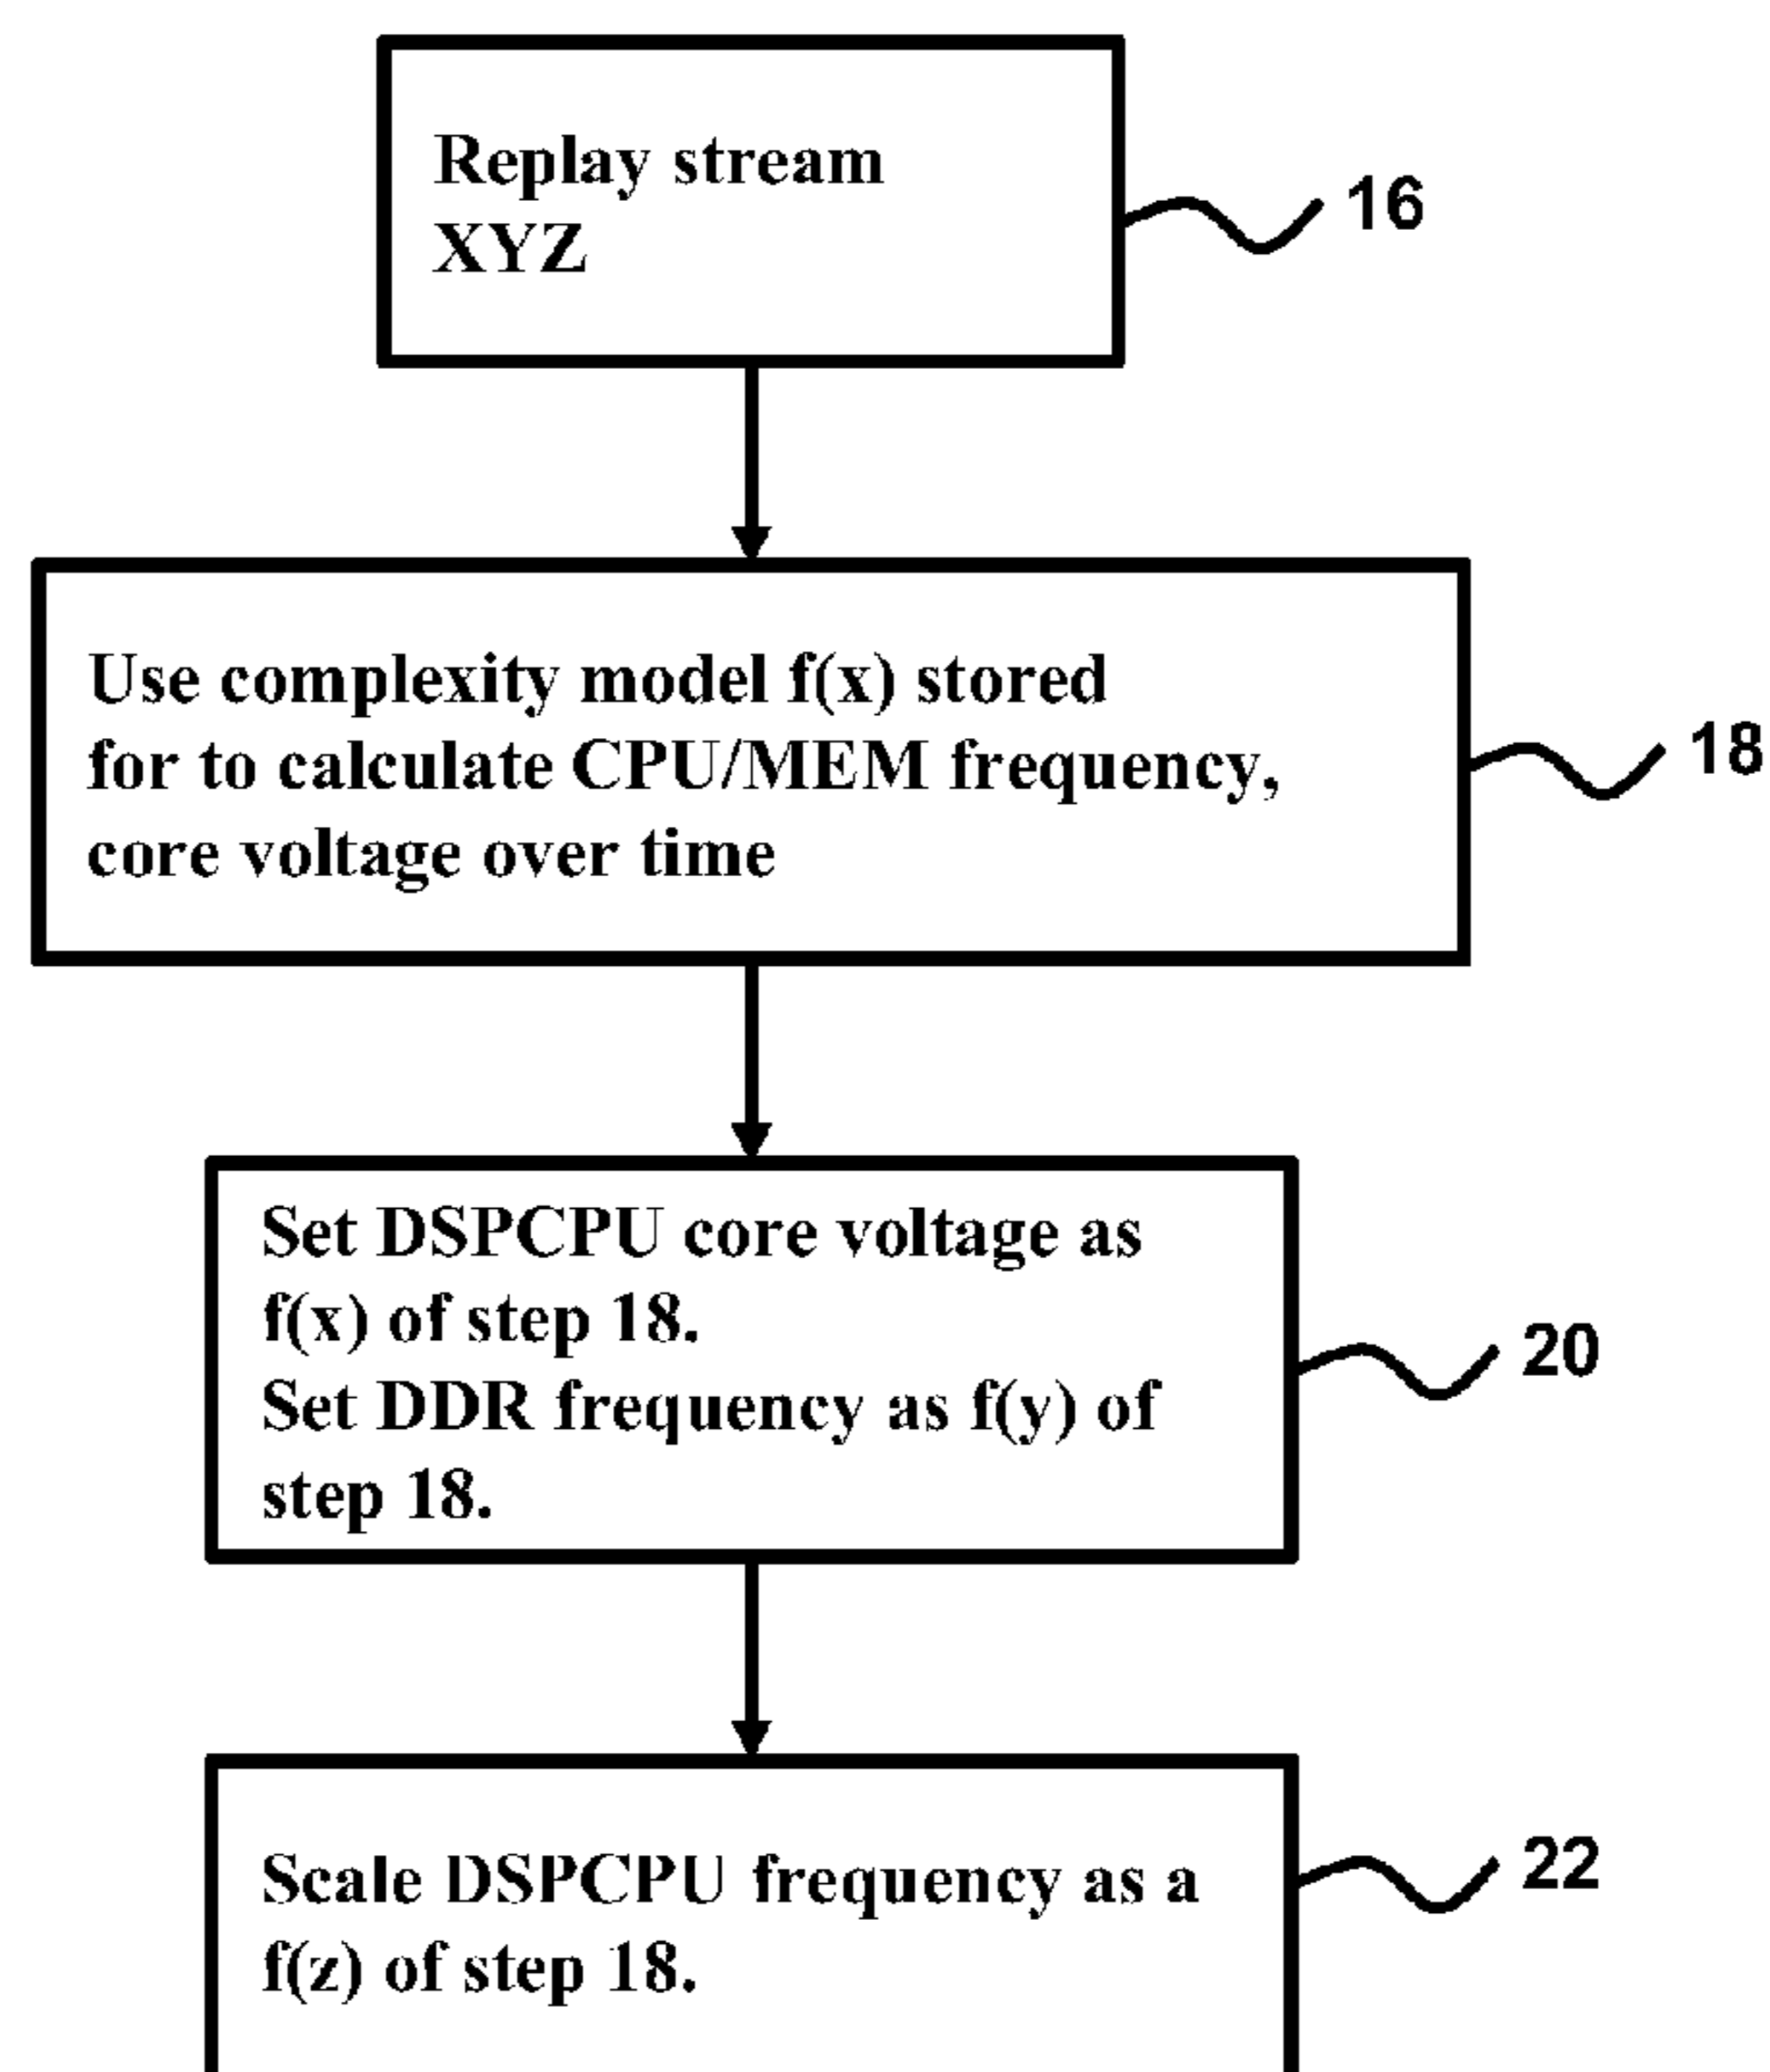 Replay stream
XYZ
16
Use complexity model f(x) stored
for to calculate CPU/MEM frequency,
core voltage over time
18
Set DSPCPU core voltage as
f(x) of step 18.
Set DDR frequency as f(y) of
step 18.
20
Scale DSPCPU frequency as a
f(z) of step 18.
22